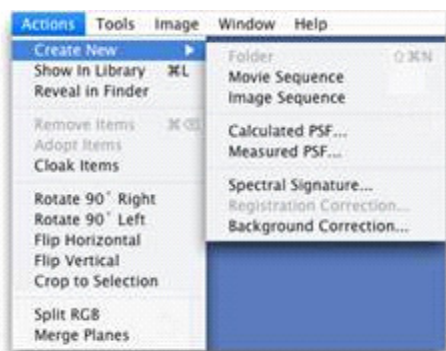 Actions Tools Image Window Help
Create New
Show In Library ⌘L
Reveal in Finder
Remove Items ⌘⌫
Adopt Items
Cloak Items
Rotate 90˚ Right
Rotate 90˚ Left
Flip Horizontal
Flip Vertical
Crop to Selection
Split RGB
Merge Planes
Folder ⇧⌘N
Movie Sequence
Image Sequence
Calculated PSF...
Measured PSF...
Spectral Signature...
Registration Correction...
Background Correction...